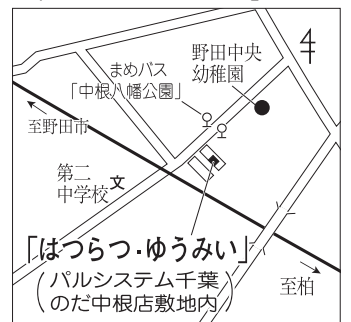 まめバス
「中根八幡公園」
野田中央
幼稚園
至野田市
第二
中学校
文
「はつらつ・ゆうみい」
(パルシステム千葉
のだ中根店敷地内)
至柏